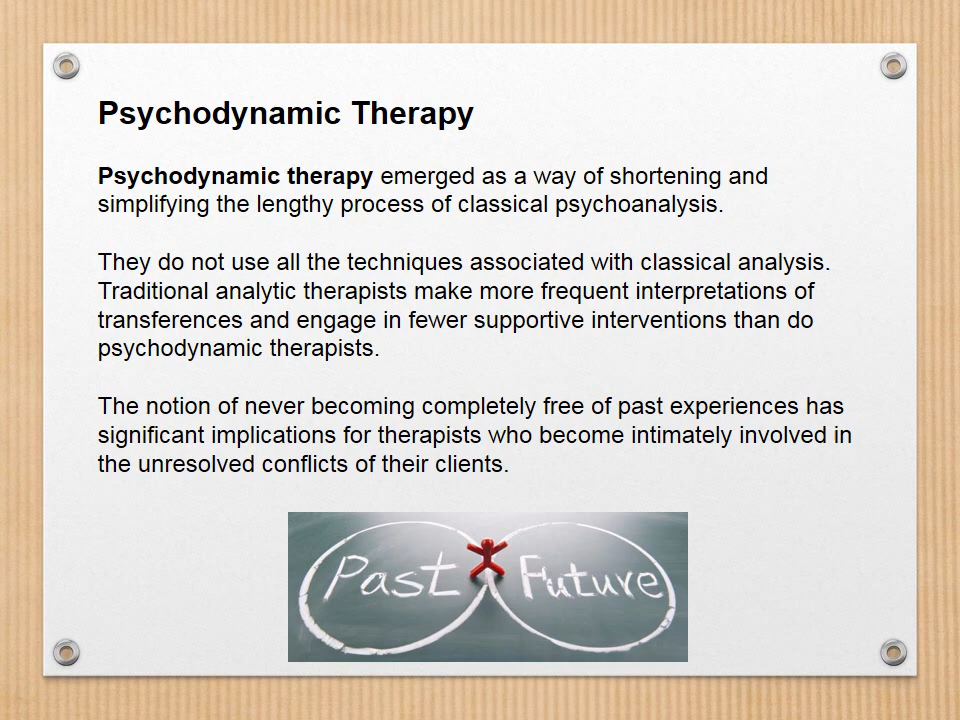 Psychodynamic Therapy
Psychodynamic therapy emerged as a way of shortening and
simplifying the lengthy process of classical psychoanalysis.
They do not use all the techniques associated with classical analysis.
Traditional analytic therapists make more frequent interpretations of
transferences and engage in fewer supportive interventions than do
psychodynamic therapists.
The notion of never becoming completely free of past experiences has
significant implications for therapists who become intimately involved in
the unresolved conflicts of their clients.
Past Future